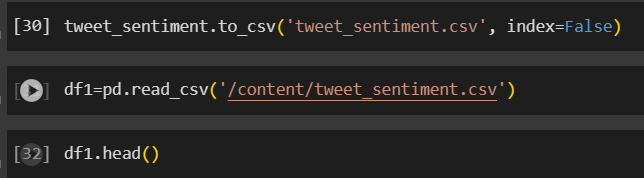 [30] tweet_sentiment.to_csv('tweet_sentiment.csv', index=False)
df1=pd.read_csv('/content/tweet_sentiment.csv')
[32] df1.head()